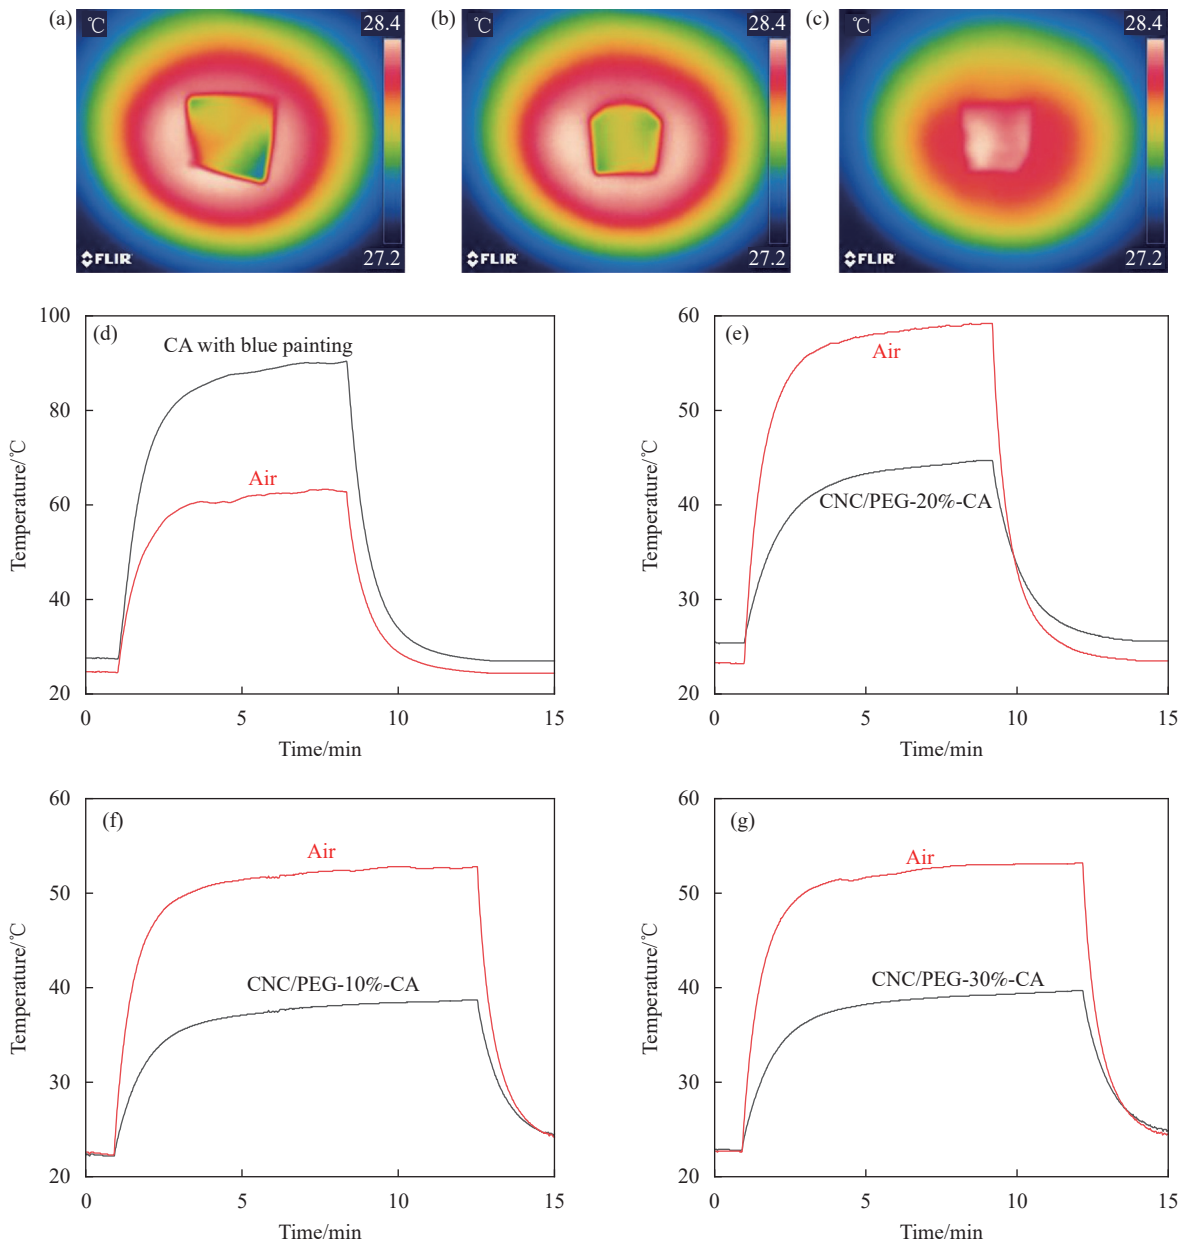 (a)
℃
28.4
27.2
FLIR
(b)
℃
28.4
27.2
FLIR
(c)
℃
28.4
27.2
FLIR
(d)
CA with blue painting
Air
100
80
60
40
20
0
5
10
15
Temperature/℃
Time/min
(e)
Air
CNC/PEG-20%-CA
60
50
40
30
20
0
5
10
15
Temperature/℃
Time/min
(f)
Air
CNC/PEG-10%-CA
60
50
40
30
20
0
5
10
15
Temperature/℃
Time/min
(g)
Air
CNC/PEG-30%-CA
60
50
40
30
20
0
5
10
15
Temperature/℃
Time/min